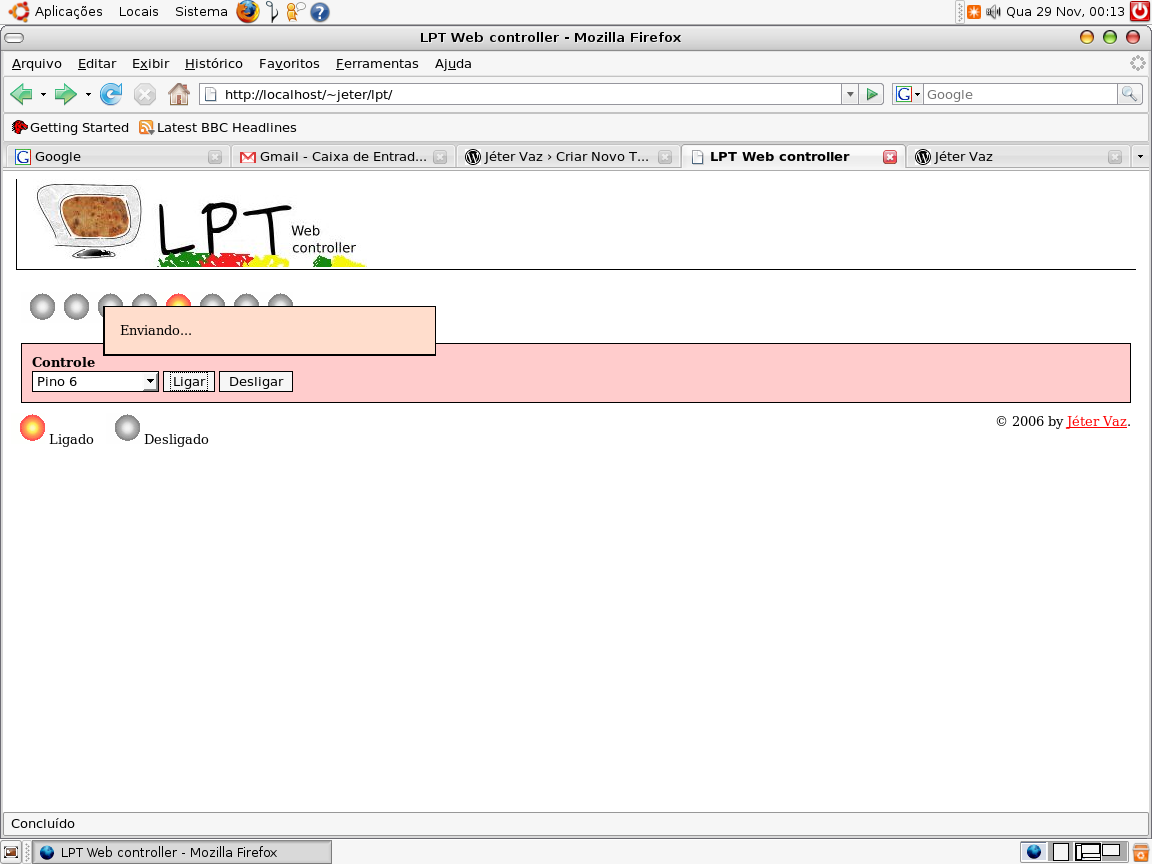 Aplicações Locais Sistema Qua 29 Nov, 00:13
LPT Web controller - Mozilla Firefox
Arquivo Editar Exibir Histórico Favoritos Ferramentas Ajuda
http://localhost/~jeter/lpt/ G Google
Getting Started Latest BBC Headlines
G Google Gmail - Caixa de Entrad... Jéter Vaz › Criar Novo T... LPT Web controller Jéter Vaz
LPT Web
controller
Enviando...
Controle
Pino 6 Ligar Desligar
Ligado Desligado © 2006 by Jéter Vaz.
Concluído
LPT Web controller - Mozilla Firefox